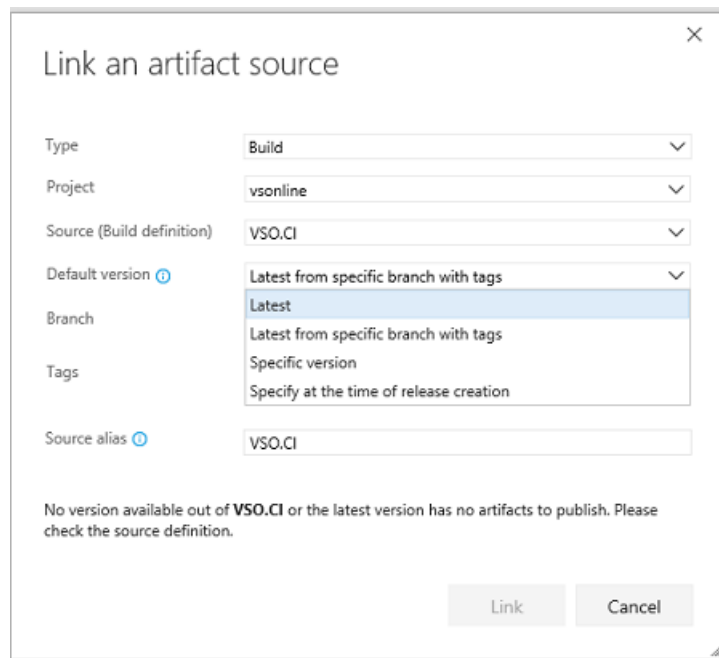 Link an artifact source
Type
Build
Project
vsonline
Source (Build definition)
VSO.CI
Default version
Latest from specific branch with tags
Latest
Branch
Latest from specific branch with tags
Specific version
Tags
Specify at the time of release creation
Source alias
VSO.CI
No version available out of VSO.CI or the latest version has no artifacts to publish. Please
check the source definition.
Link
Cancel